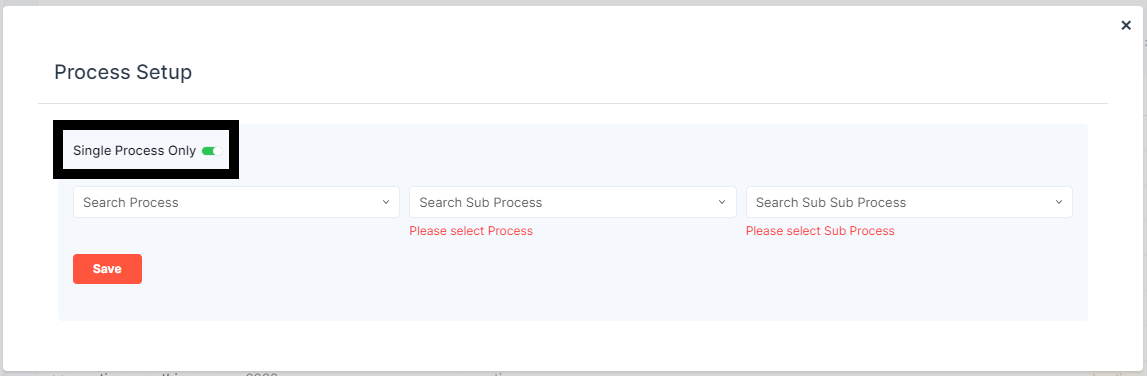 ×
Process Setup
Single Process Only
Search Process
Search Sub Process
Search Sub Sub Process
Please select Process
Please select Sub Process
Save